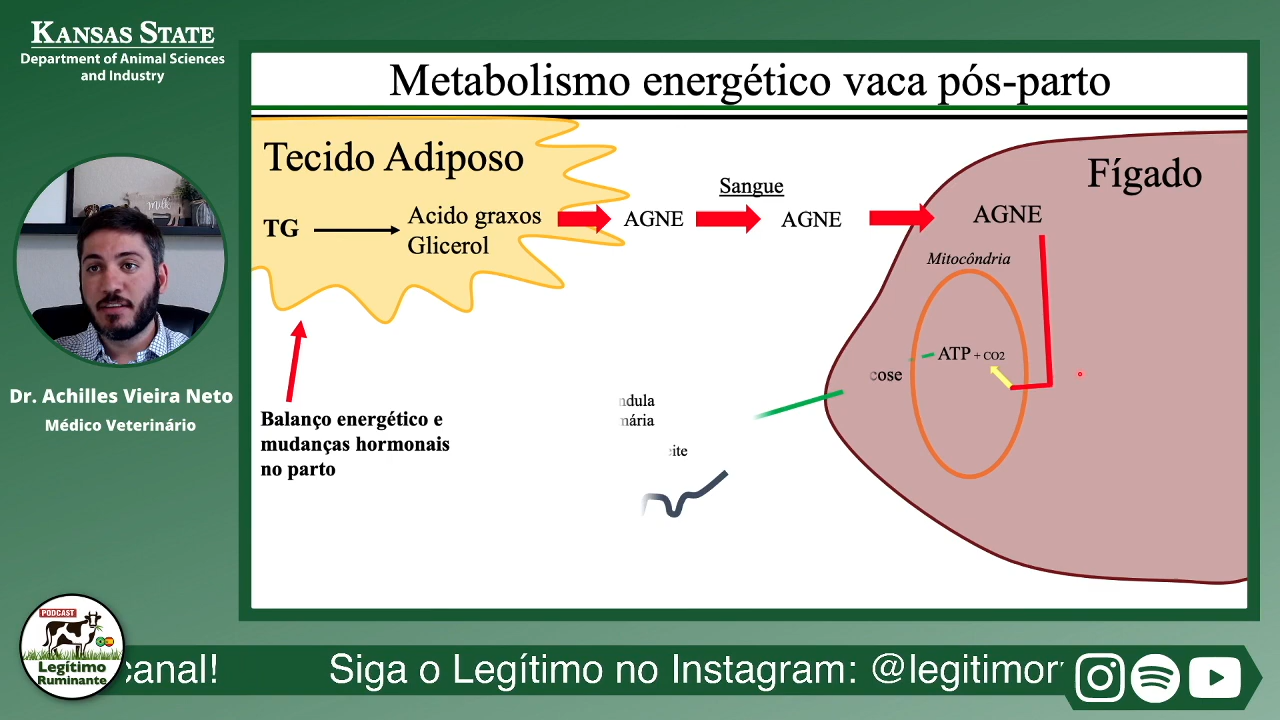 KANSAS STATE
Department of Animal Sciences
and Industry
Metabolismo energético vaca pós-parto
Tecido Adiposo
TG
Acido graxos
Glicerol
AGNE
Sangue
AGNE
Fígado
AGNE
Mitocôndria
ATP + CO2
cose
ndula
mária
eite
Balanço energético e
mudanças hormonais
no parto
Dr. Achilles Vieira Neto
Médico Veterinário
PODCAST
Legítimo
Ruminante
canal!
Siga o Legítimo no Instagram: @legitimor